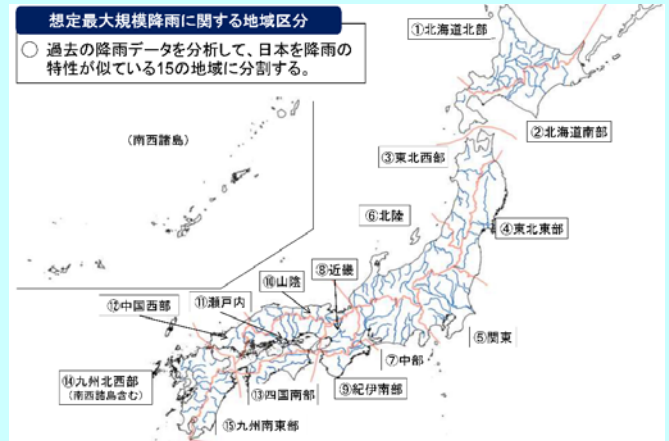 想定最大規模降雨に関する地域区分
○ 過去の降雨データを分析して、日本を降雨の
特性が似ている15の地域に分割する。
(南西諸島)
①北海道北部
②北海道南部
③東北西部
⑥北陸
④東北東部
⑧近畿
⑩山陰
⑪瀬戸内
⑫中国西部
⑤関東
⑦中部
⑭九州北西部
(南西諸島含む)
⑬四国南部
⑨紀伊南部
⑮九州南東部